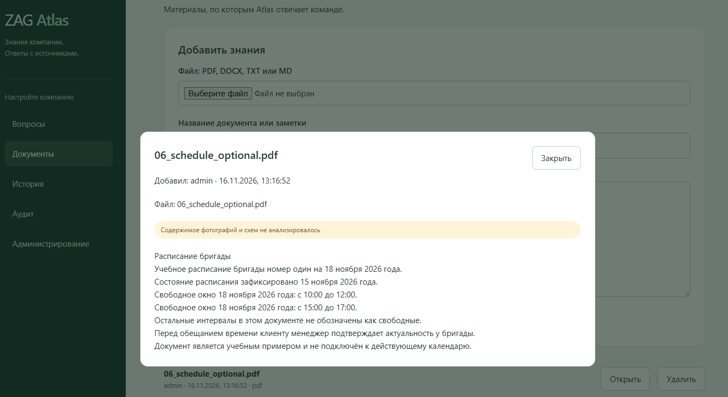 ZAG Atlas
Знания компании.
Ответы с источниками.
Настройте компанию
Вопросы
Документы
История
Аудит
Администрирование
Материалы, по которым Atlas отвечает команде.
Добавить знания
Файл: PDF, DOCX, TXT или MD
Выберите файл Файл не выбран
Название документа или заметки
06_schedule_optional.pdf
Закрыть
Добавил: admin · 16.11.2026, 13:16:52
Файл: 06_schedule_optional.pdf
Содержимое фотографий и схем не анализировалось
Расписание бригады
Учебное расписание бригады номер один на 18 ноября 2026 года.
Состояние расписания зафиксировано 15 ноября 2026 года.
Свободное окно 18 ноября 2026 года: с 10:00 до 12:00.
Свободное окно 18 ноября 2026 года: с 15:00 до 17:00.
Остальные интервалы в этом документе не обозначены как свободные.
Перед обещанием времени клиенту менеджер подтверждает актуальность у бригады.
Документ является учебным примером и не подключён к действующему календарю.
06_schedule_optional.pdf
admin · 16.11.2026, 13:16:52 · pdf
Открыть
Удалить